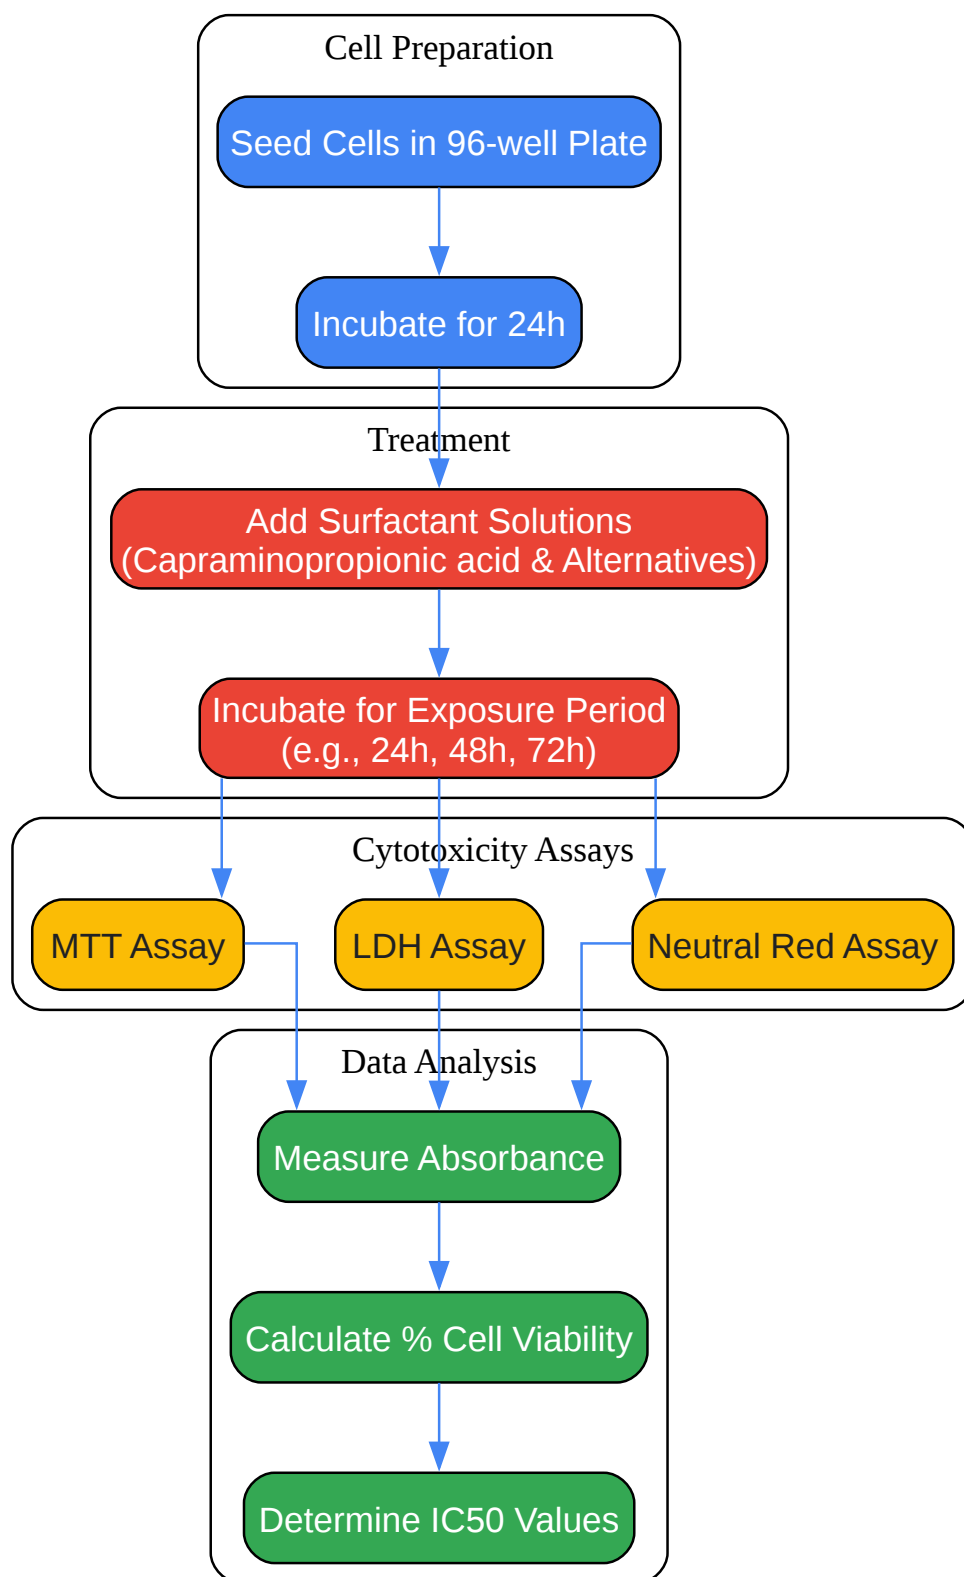 Cell Preparation
Seed Cells in 96-well Plate
Incubate for 24h
Treatment
Add Surfactant Solutions
(Capraminopropionic acid & Alternatives)
Incubate for Exposure Period
(e.g., 24h, 48h, 72h)
Cytotoxicity Assays
MTT Assay
LDH Assay
Neutral Red Assay
Data Analysis
Measure Absorbance
Calculate % Cell Viability
Determine IC50 Values